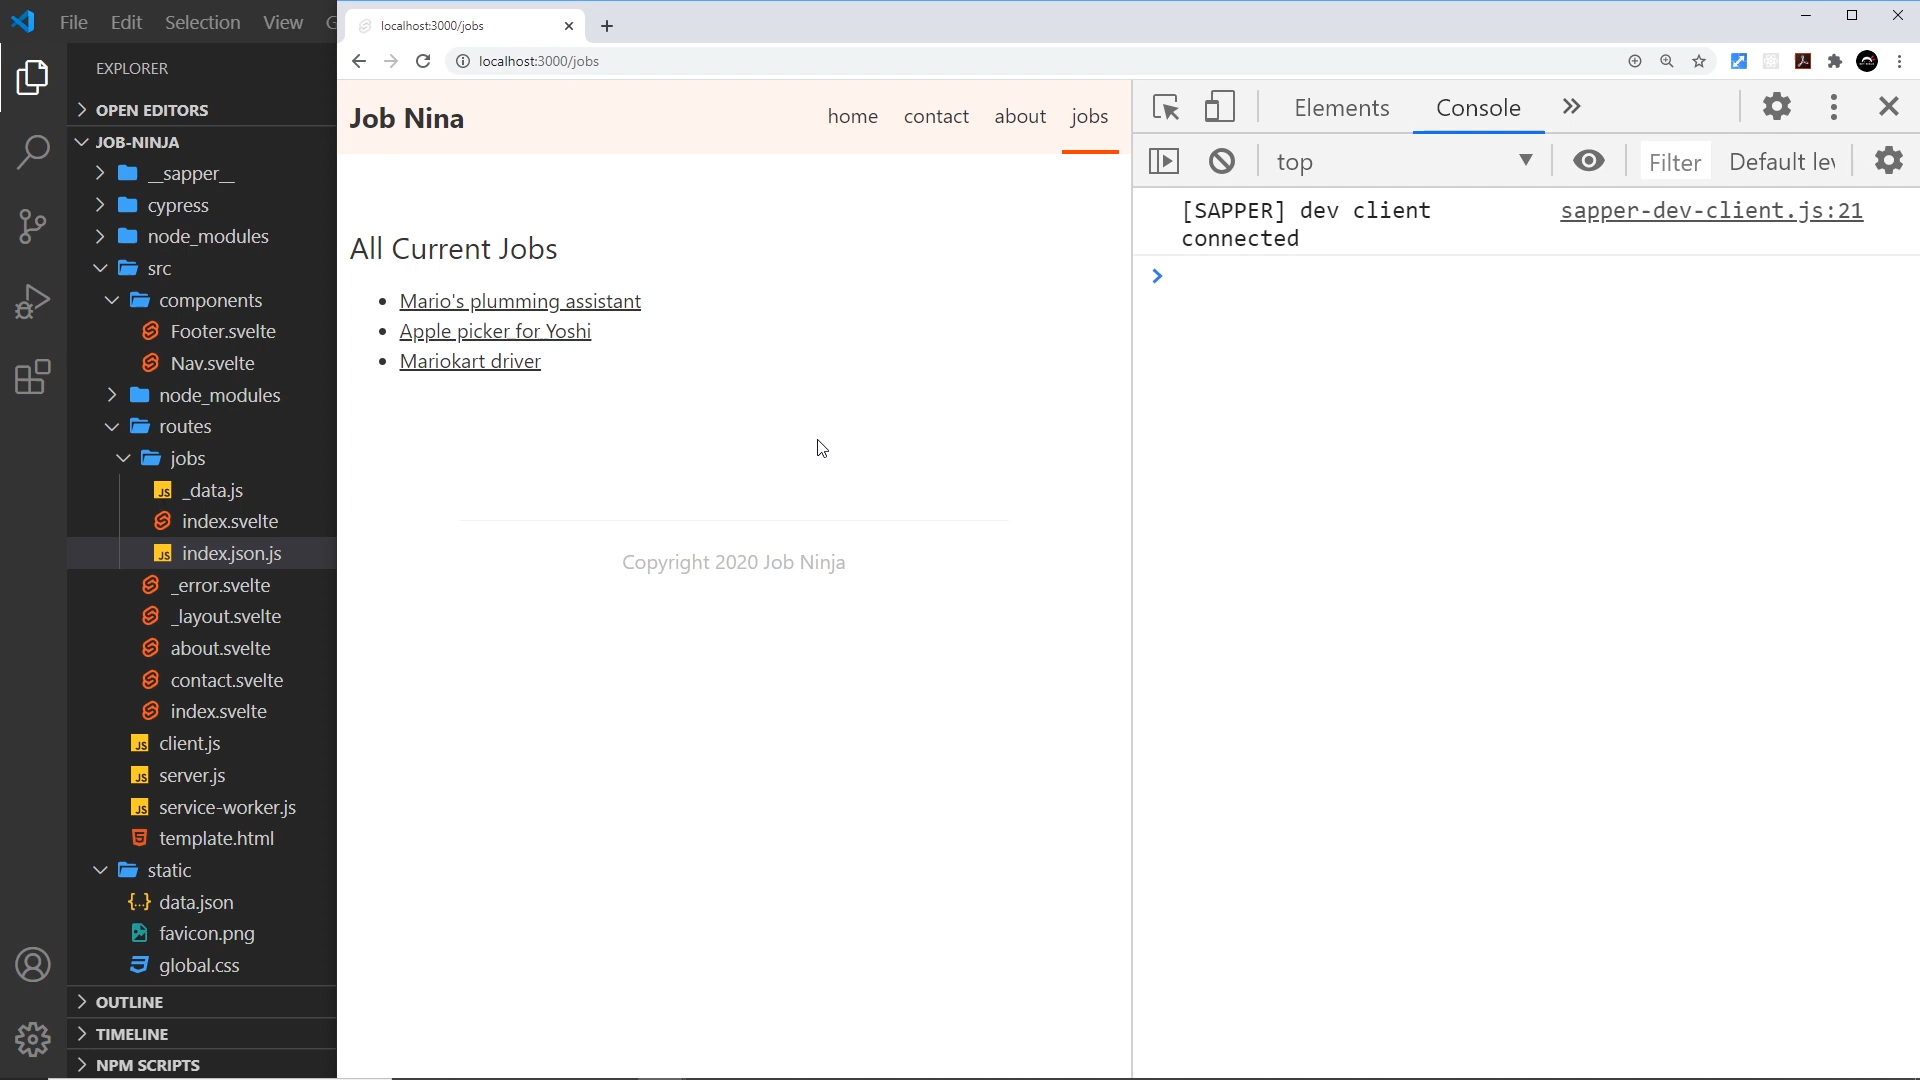 File Edit Selection View G
EXPLORER
OPEN EDITORS
JOB-NINJA
__sapper__
cypress
node_modules
src
components
Footer.svelte
Nav.svelte
node_modules
routes
jobs
_data.js
index.svelte
index.json.js
_error.svelte
_layout.svelte
about.svelte
contact.svelte
index.svelte
client.js
server.js
service-worker.js
template.html
static
data.json
favicon.png
global.css
OUTLINE
TIMELINE
NPM SCRIPTS
localhost:3000/jobs
localhost:3000/jobs
Job Nina
home contact about jobs
All Current Jobs
Mario's plumming assistant
Apple picker for Yoshi
Mariokart driver
Copyright 2020 Job Ninja
Elements Console
top Filter Default lev
[SAPPER] dev client connected sapper-dev-client.js:21